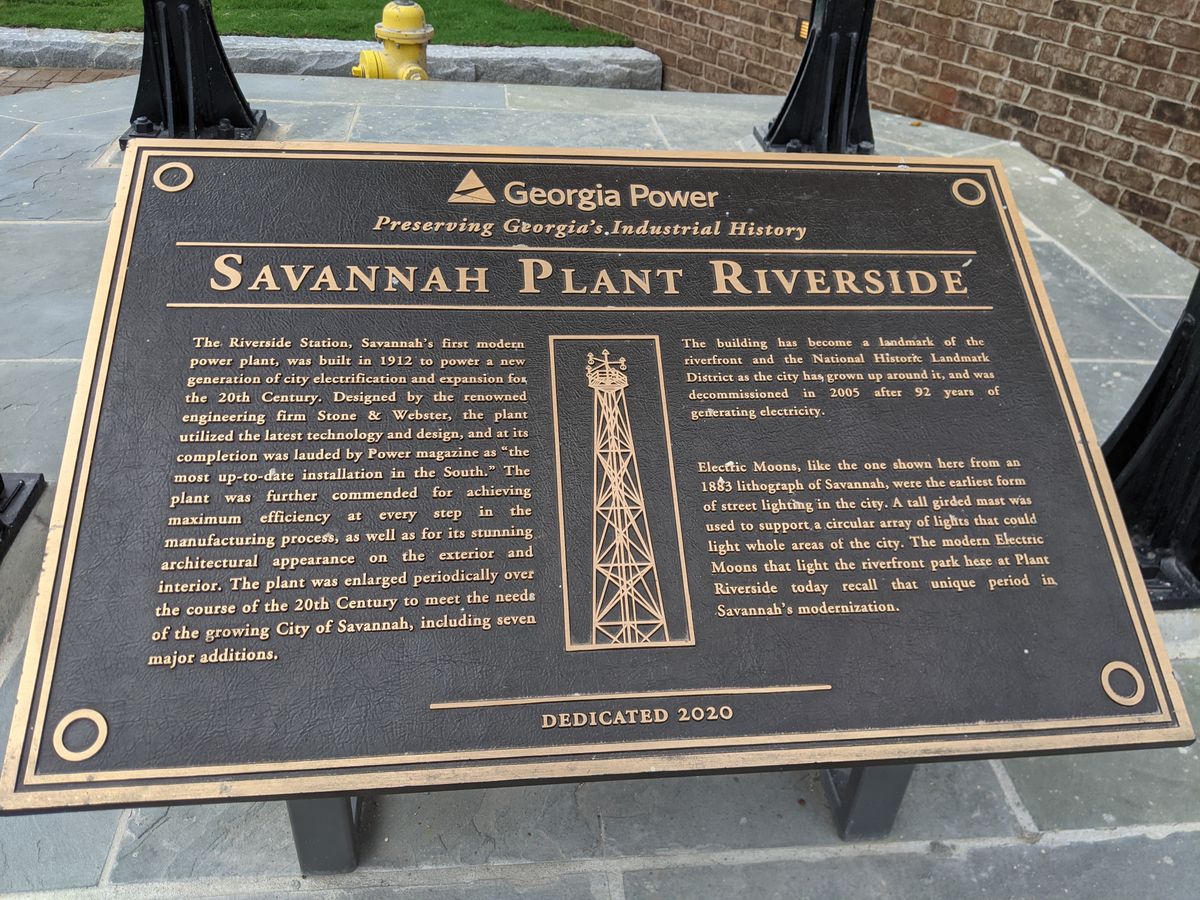 Georgia Power
Preserving Georgia's Industrial History
SAVANNAH PLANT RIVERSIDE
The Riverside Station, Savannah's first modern
power plant, was built in 1912 to power a new
generation of city electrification and expansion for
the 20th Century. Designed by the renowned
engineering firm Stone & Webster, the plant
utilized the latest technology and design, and at its
completion was lauded by Power magazine as "the
most up-to-date installation in the South." The
plant was further commended for achieving
maximum efficiency at every step in the
manufacturing process, as well as for its stunning
architectural appearance on the exterior and
interior. The plant was enlarged periodically over
the course of the 20th Century to meet the needs
of the growing City of Savannah, including seven
major additions.
The building has become a landmark of the
riverfront and the National Historic Landmark
District as the city has grown up around it, and was
decommissioned in 2005 after 92 years of
generating electricity.
Electric Moons, like the one shown here from an
1883 lithograph of Savannah, were the earliest form
of street lighting in the city. A tall girded mast was
used to support a circular array of lights that could
light whole areas of the city. The modern Electric
Moons that light the riverfront park here at Plant
Riverside today recall that unique period in
Savannah's modernization.
DEDICATED 2020